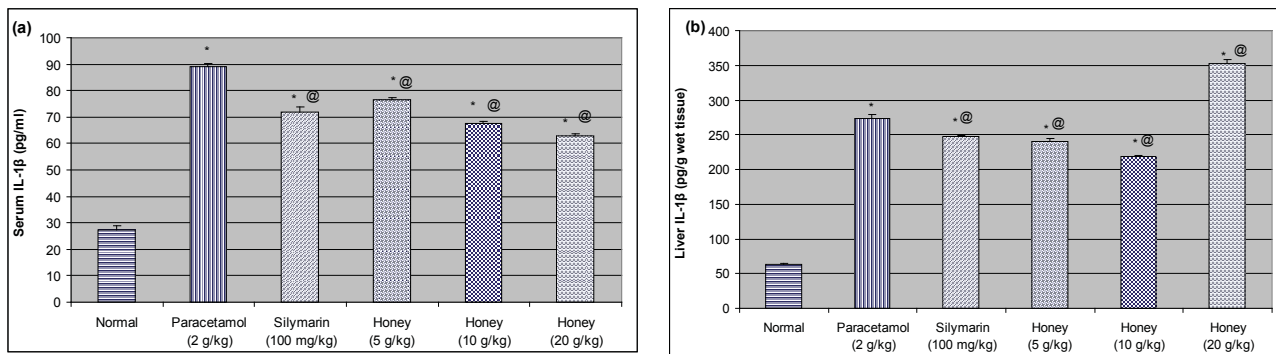 (a)
Serum IL-1β (pg/ml)
100
90
80
70
60
50
40
30
20
10
0
*
* @
* @
* @
* @
Normal
Paracetamol
(2 g/kg)
Silymarin
(100 mg/kg)
Honey
(5 g/kg)
Honey
(10 g/kg)
Honey
(20 g/kg)
(b)
Liver IL-1β (pg/g wet tissue)
400
350
300
250
200
150
100
50
0
*
* @
* @
* @
* @
Normal
Paracetamol
(2 g/kg)
Silymarin
(100 mg/kg)
Honey
(5 g/kg)
Honey
(10 g/kg)
Honey
(20 g/kg)